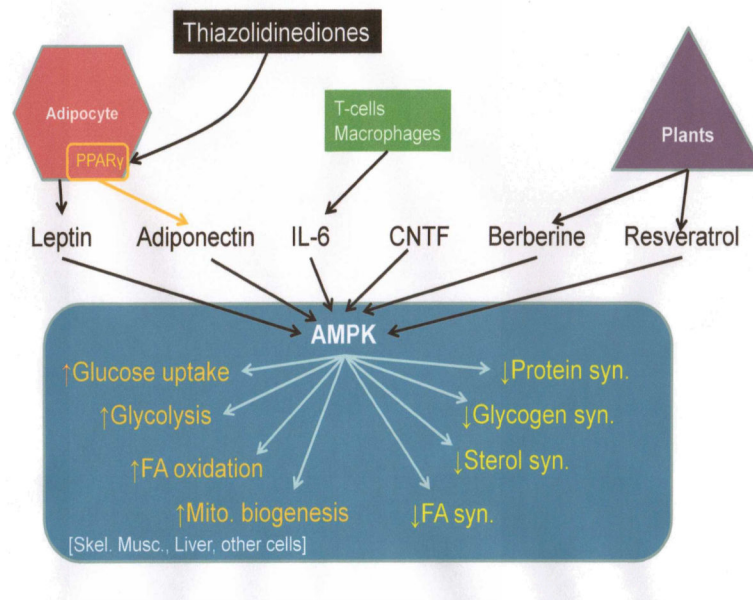 Thiazolidinediones
Adipocyte
PPARγ
T-cells
Macrophages
Plants
Leptin
Adiponectin
IL-6
CNTF
Berberine
Resveratrol
AMPK
↑Glucose uptake
↑Glycolysis
↑FA oxidation
↑Mito. biogenesis
↓Protein syn.
↓Glycogen syn.
↓Sterol syn.
↓FA syn.
[Skel. Musc., Liver, other cells]